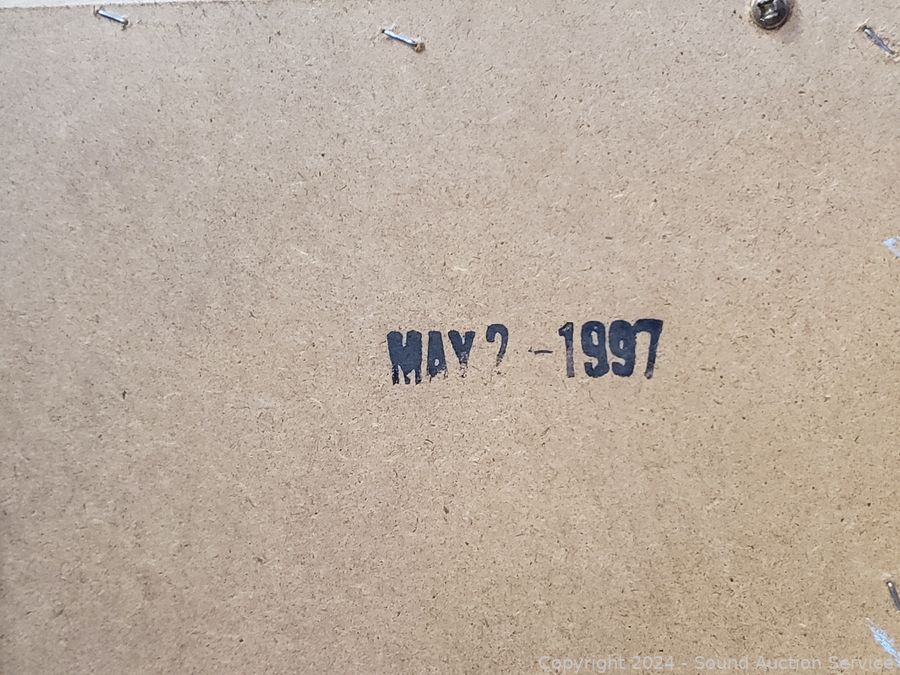 MAY 2 -1997
Copyright 2024 - Sound Auction Service